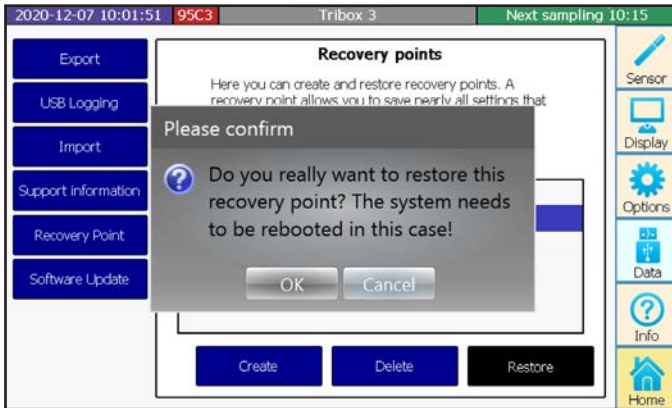 2020-12-07 10:01:51 95C3 Tribox 3 Next sampling 10:15
Export
USB Logging
Import
Support information
Recovery Point
Software Update
Recovery points
Here you can create and restore recovery points. A
recovery point allows you to save nearly all settings that
Please confirm
Do you really want to restore this
recovery point? The system needs
to be rebooted in this case!
OK Cancel
Create Delete Restore
Sensor
Display
Options
Data
Info
Home